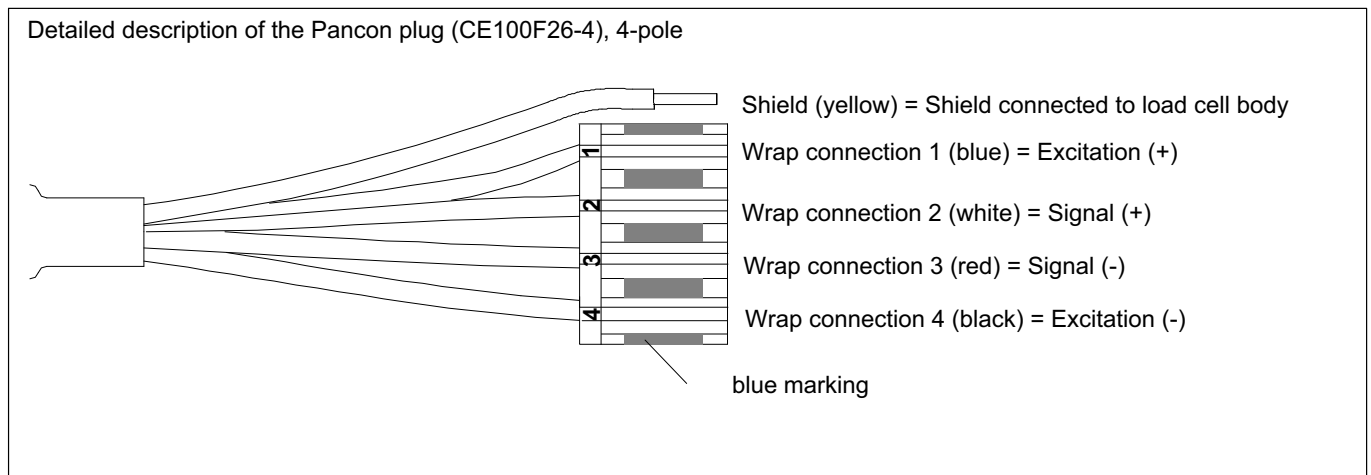 Detailed description of the Pancon plug (CE100F26-4), 4-pole
Shield (yellow) = Shield connected to load cell body
1
Wrap connection 1 (blue) = Excitation (+)
2
Wrap connection 2 (white) = Signal (+)
3
Wrap connection 3 (red) = Signal (-)
4
Wrap connection 4 (black) = Excitation (-)
blue marking